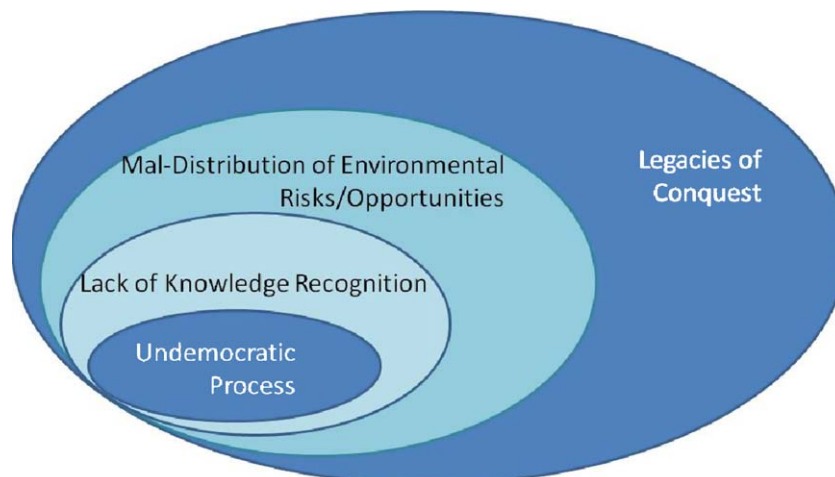 Mal-Distribution of Environmental
Risks/Opportunities
Legacies of
Conquest
Lack of Knowledge Recognition
Undemocratic
Process